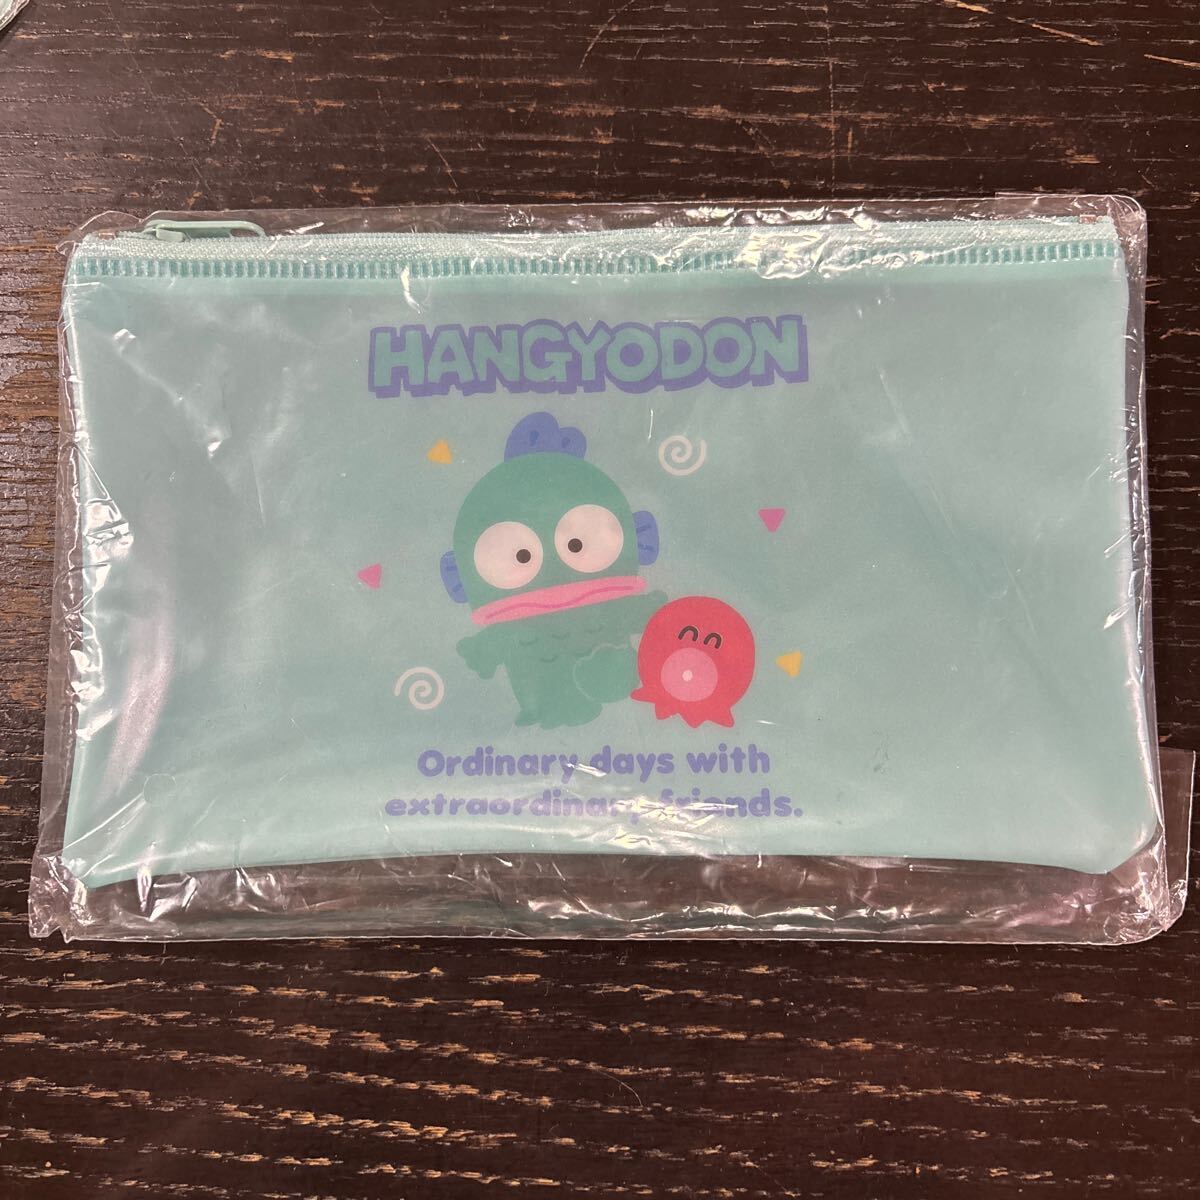 HANGYODON
Ordinary days with
extraordinary friends.